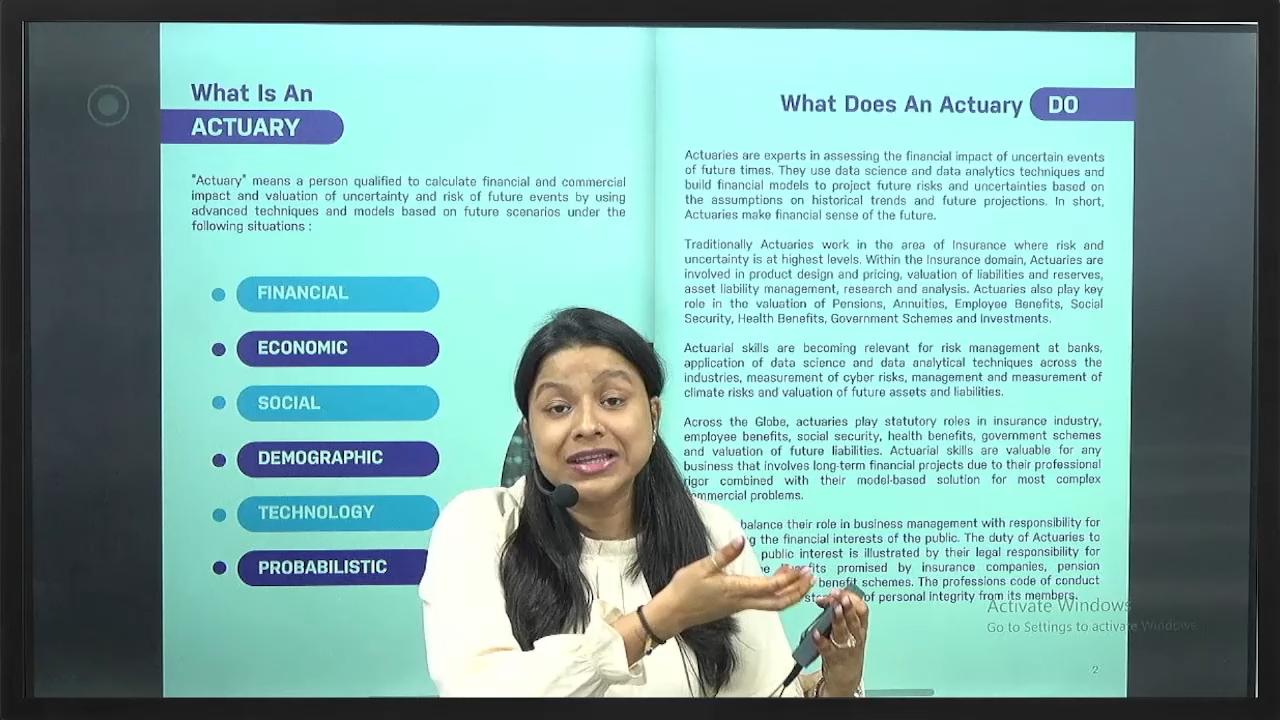 What Is An
ACTUARY
"Actuary" means a person qualified to calculate financial and commercial
impact and valuation of uncertainty and risk of future events by using
advanced techniques and models based on future scenarios under the
following situations :
FINANCIAL
ECONOMIC
SOCIAL
DEMOGRAPHIC
TECHNOLOGY
PROBABILISTIC
What Does An Actuary DO
Actuaries are experts in assessing the financial impact of uncertain events
of future times. They use data science and data analytics techniques and
build financial models to project future risks and uncertainties based on
the assumptions on historical trends and future projections. In short,
Actuaries make financial sense of the future.
Traditionally Actuaries work in the area of Insurance where risk and
uncertainty is at highest levels. Within the Insurance domain, Actuaries are
involved in product design and pricing, valuation of liabilities and reserves,
asset liability management, research and analysis. Actuaries also play key
role in the valuation of Pensions, Annuities, Employee Benefits, Social
Security, Health Benefits, Government Schemes and Investments.
Actuarial skills are becoming relevant for risk management at banks,
application of data science and data analytical techniques across the
industries, measurement of cyber risks, management and measurement of
climate risks and valuation of future assets and liabilities.
Across the Globe, actuaries play statutory roles in insurance industry,
employee benefits, social security, health benefits, government schemes
and valuation of future liabilities. Actuarial skills are valuable for any
business that involves long-term financial projects due to their professional
rigor combined with their model-based solution for most complex
commercial problems.
balance their role in business management with responsibility for
the financial interests of the public. The duty of Actuaries to
public interest is illustrated by their legal responsibility for
promised by insurance companies, pension
benefit schemes. The professions code of conduct
of personal integrity from its members.
Activate Windows
Go to Settings to activate Windows.
2